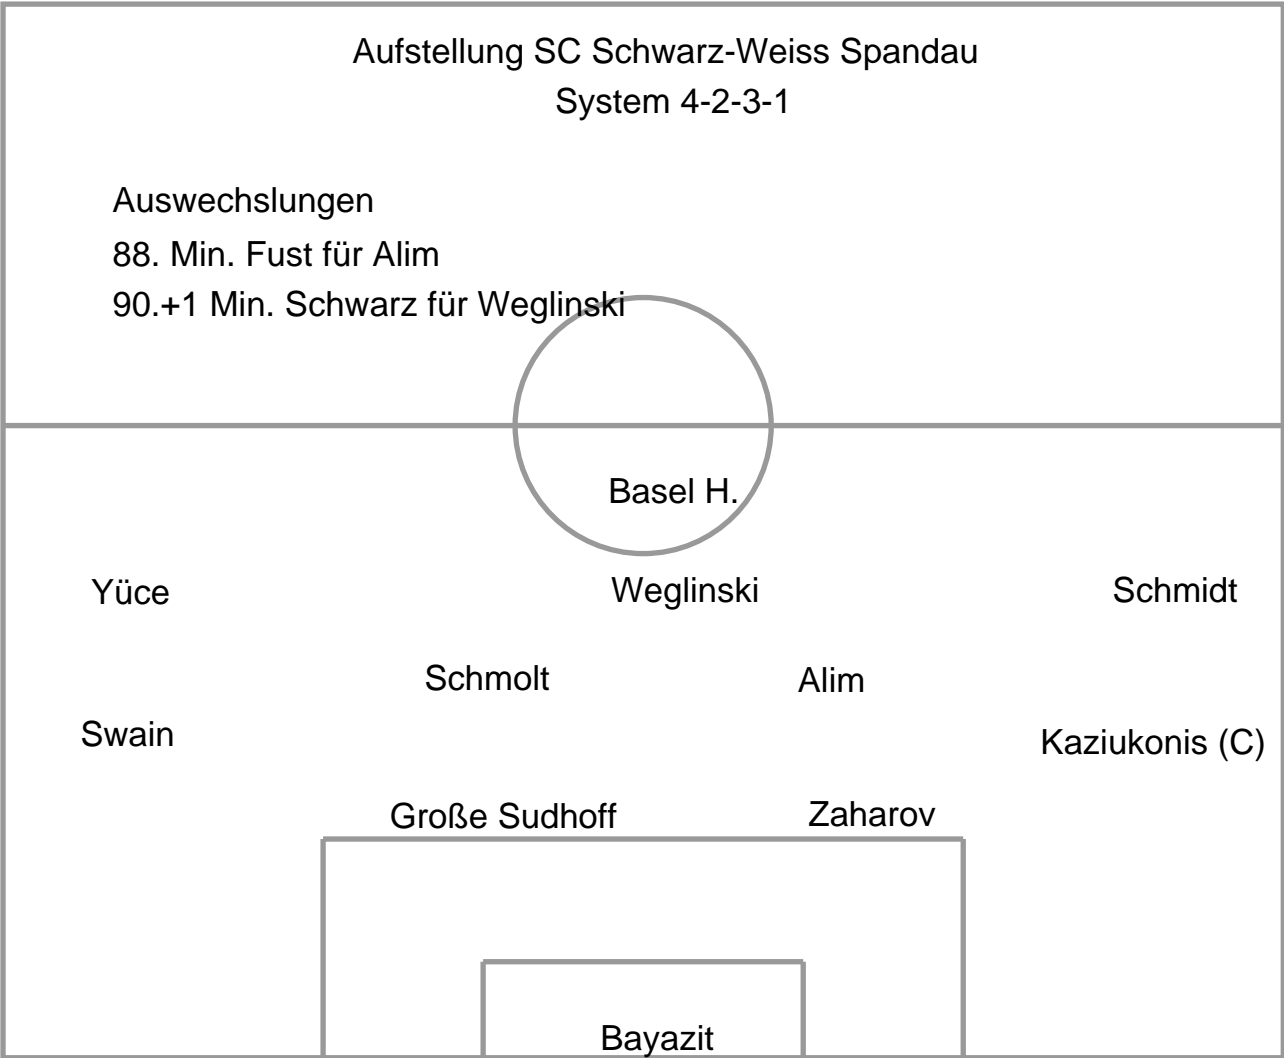 Aufstellung SC Schwarz-Weiss Spandau
System 4-2-3-1
Auswechslungen
88. Min. Fust für Alim
90.+1 Min. Schwarz für Weglinski
Basel H.
Yüce Weglinski Schmidt
Schmolt Alim
Swain Kaziukonis (C)
Große Sudhoff Zaharov
Bayazit